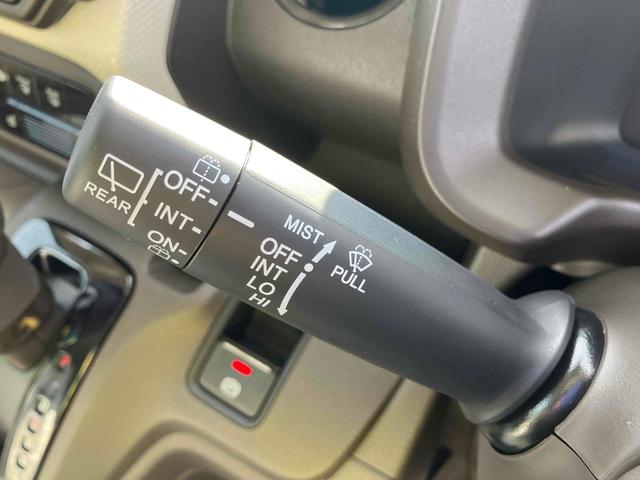 REAR
OFF
INT
ON
MIST
OFF
INT
LO
HI
PULL